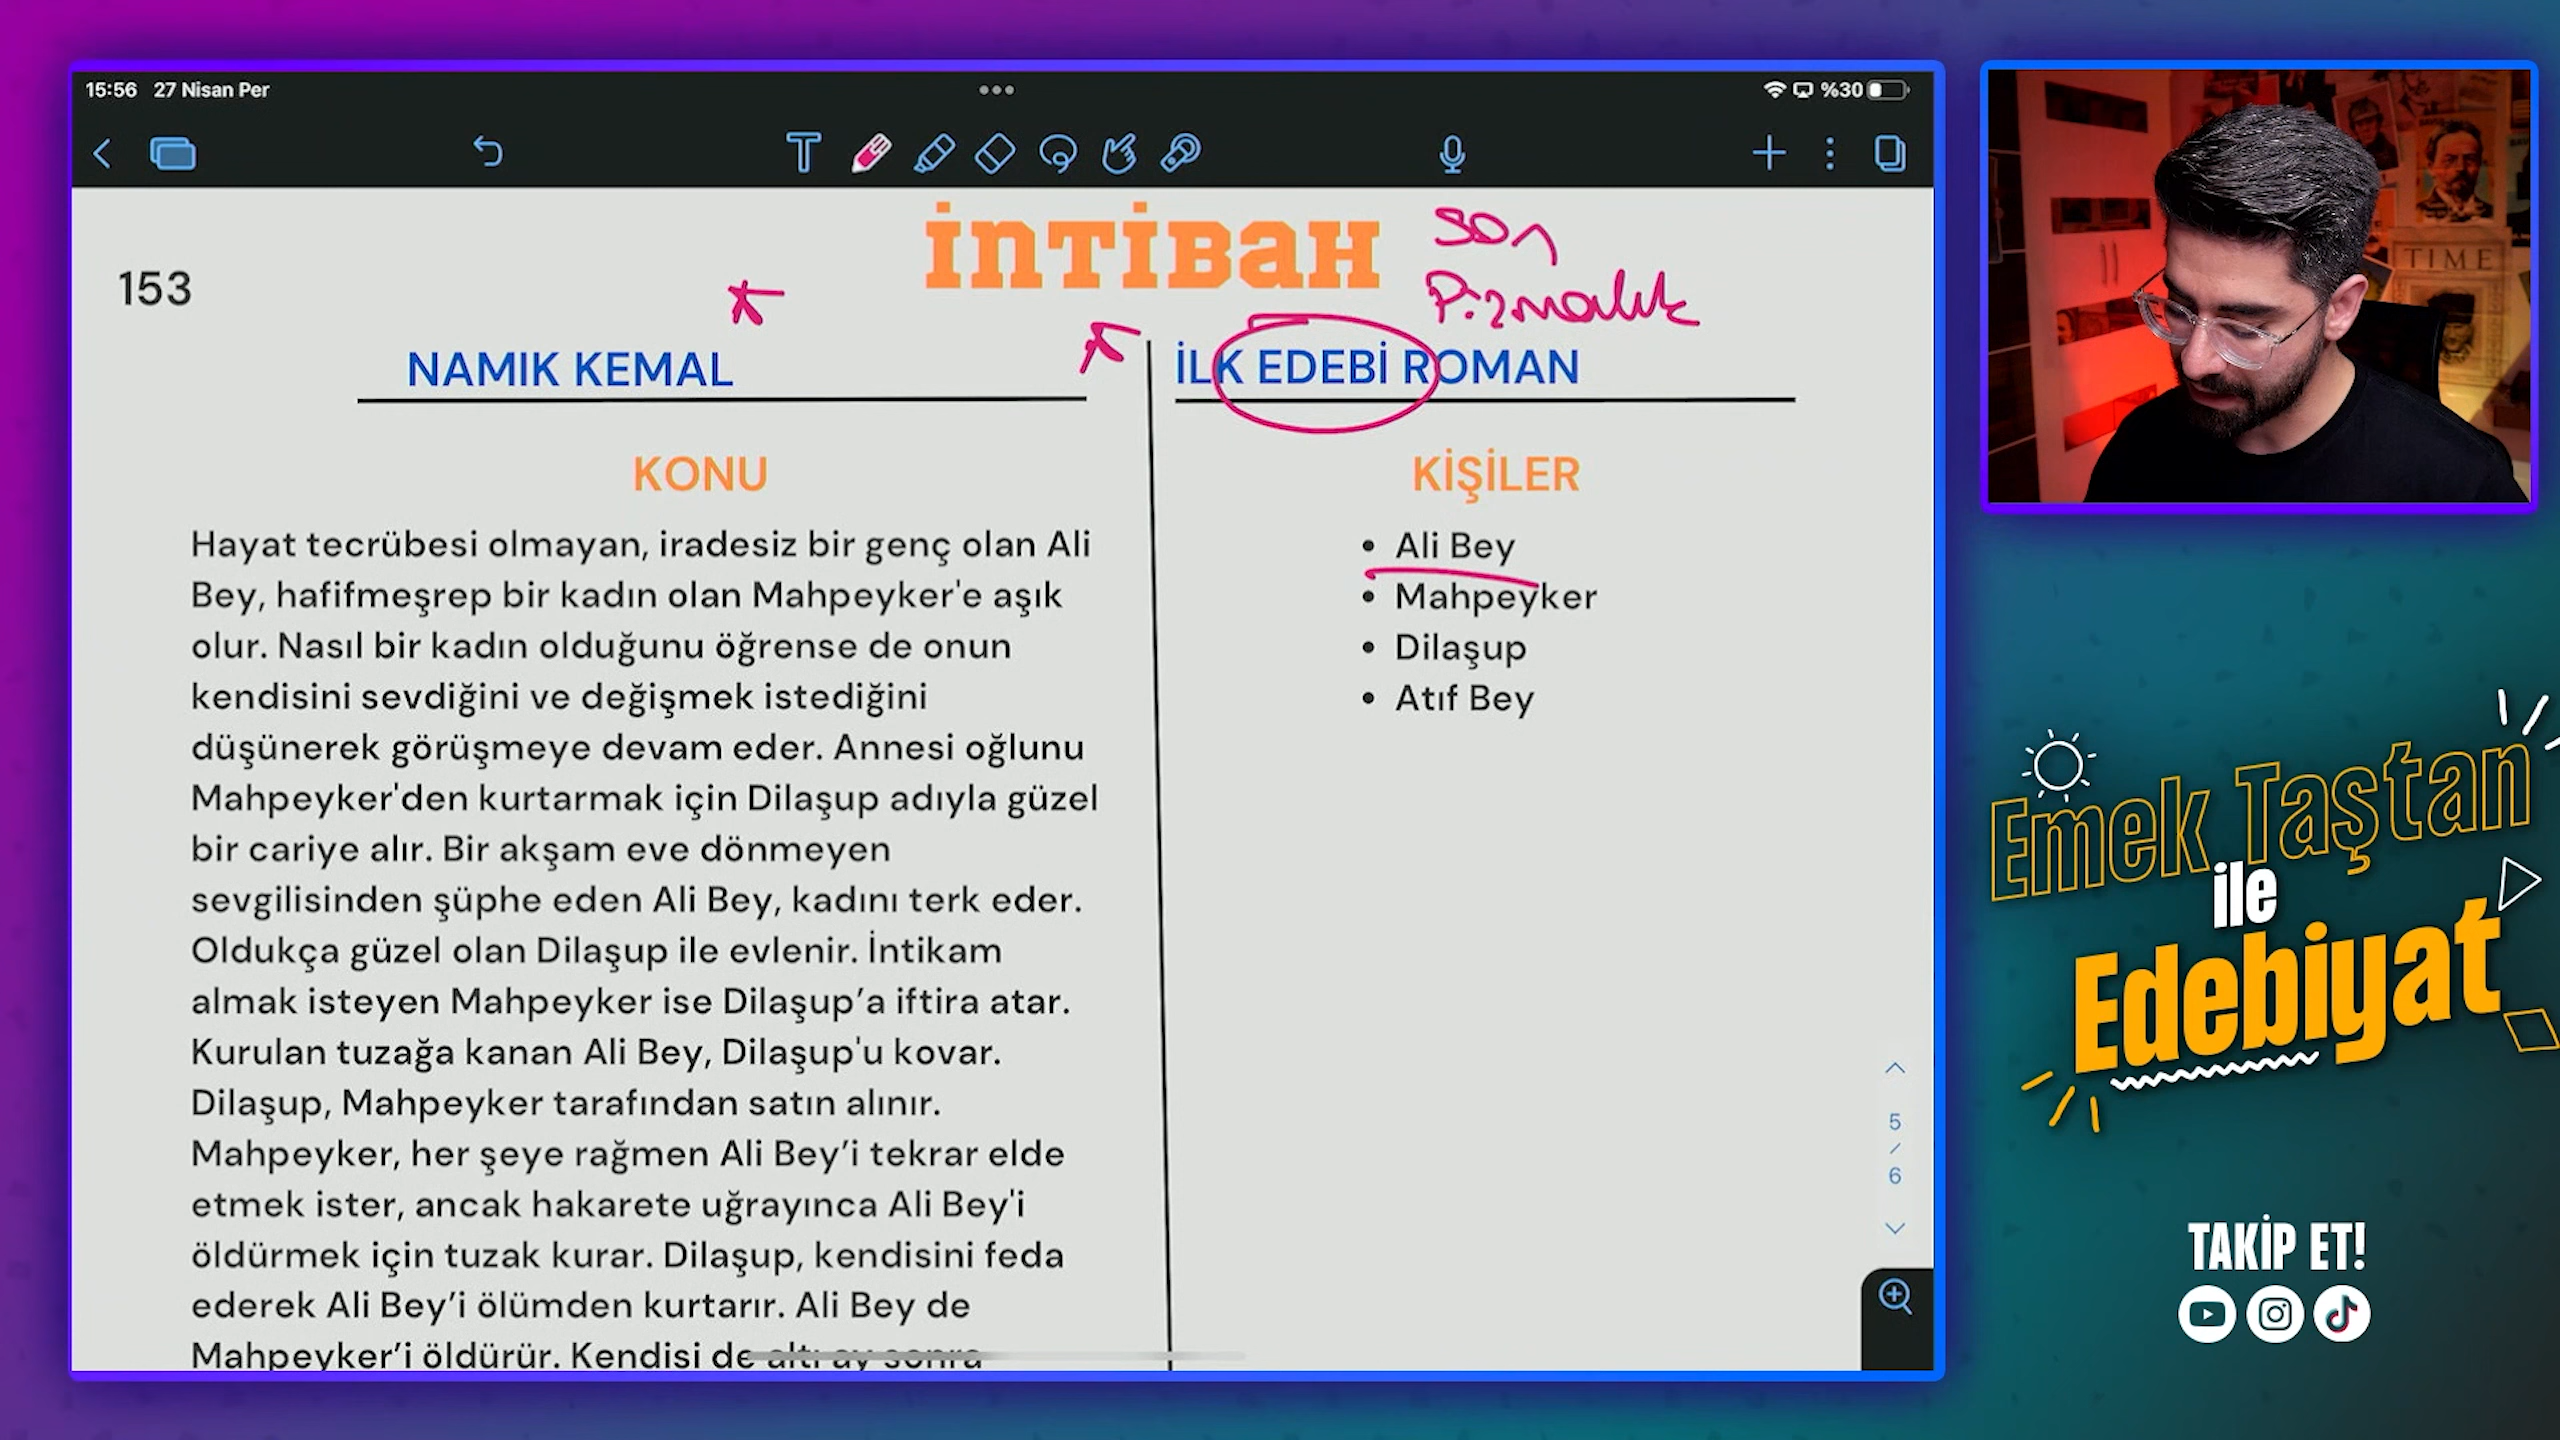 15:56 27 Nisan Per
%30
153
İNTİBAH
son
Pişmanlık
NAMIK KEMAL
İLK EDEBİ ROMAN
KONU
Hayat tecrübesi olmayan, iradesiz bir genç olan Ali
Bey, hafifmeşrep bir kadın olan Mahpeyker'e aşık
olur. Nasıl bir kadın olduğunu öğrense de onun
kendisini sevdiğini ve değişmek istediğini
düşünerek görüşmeye devam eder. Annesi oğlunu
Mahpeyker'den kurtarmak için Dilaşup adıyla güzel
bir cariye alır. Bir akşam eve dönmeyen
sevgilisinden şüphe eden Ali Bey, kadını terk eder.
Oldukça güzel olan Dilaşup ile evlenir. İntikam
almak isteyen Mahpeyker ise Dilaşup’a iftira atar.
Kurulan tuzağa kanan Ali Bey, Dilaşup'u kovar.
Dilaşup, Mahpeyker tarafından satın alınır.
Mahpeyker, her şeye rağmen Ali Bey’i tekrar elde
etmek ister, ancak hakarete uğrayınca Ali Bey'i
öldürmek için tuzak kurar. Dilaşup, kendisini feda
ederek Ali Bey’i ölümden kurtarır. Ali Bey de
Mahpeyker’i öldürür. Kendisi de altı ay sonra
KİŞİLER
• Ali Bey
• Mahpeyker
• Dilaşup
• Atıf Bey
5
/
6
TIME
Emek Taştan
ile
Edebiyat
TAKİP ET!